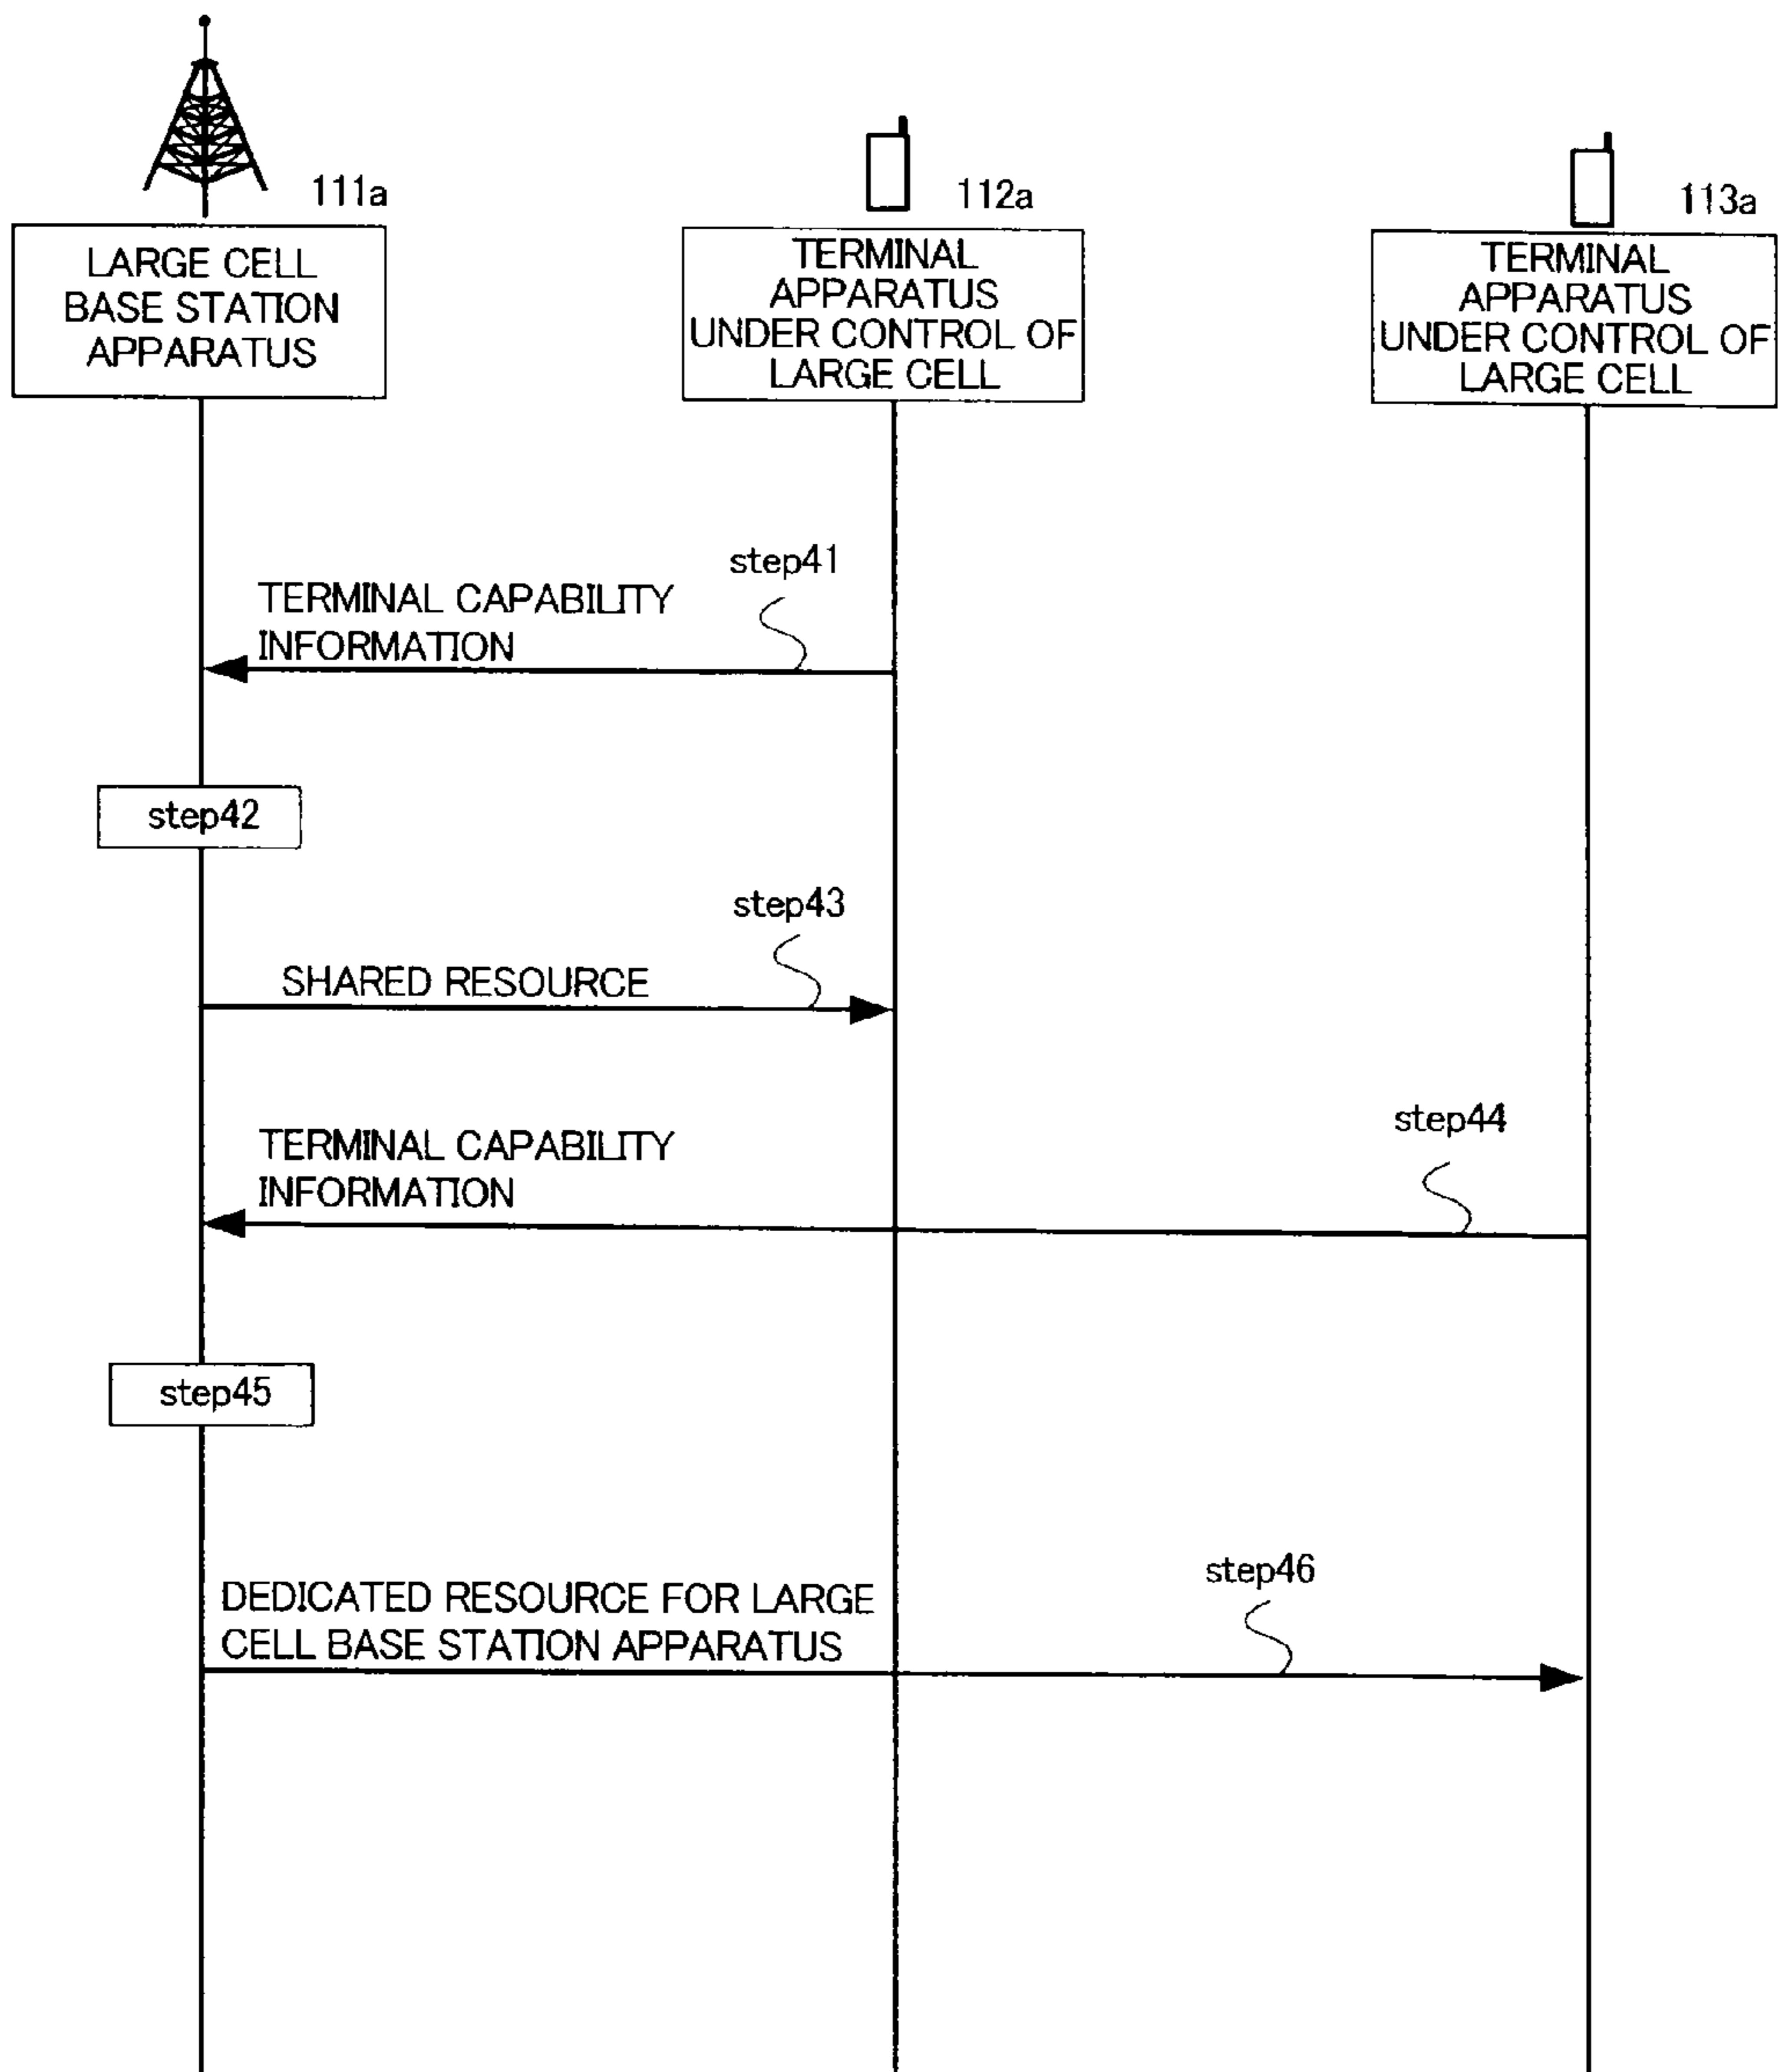 111a
112a
113a
LARGE CELL
BASE STATION
APPARATUS
TERMINAL
APPARATUS
UNDER CONTROL OF
LARGE CELL
TERMINAL
APPARATUS
UNDER CONTROL OF
LARGE CELL
step41
TERMINAL CAPABILITY
INFORMATION
step42
step43
SHARED RESOURCE
step44
TERMINAL CAPABILITY
INFORMATION
step45
step46
DEDICATED RESOURCE FOR LARGE
CELL BASE STATION APPARATUS